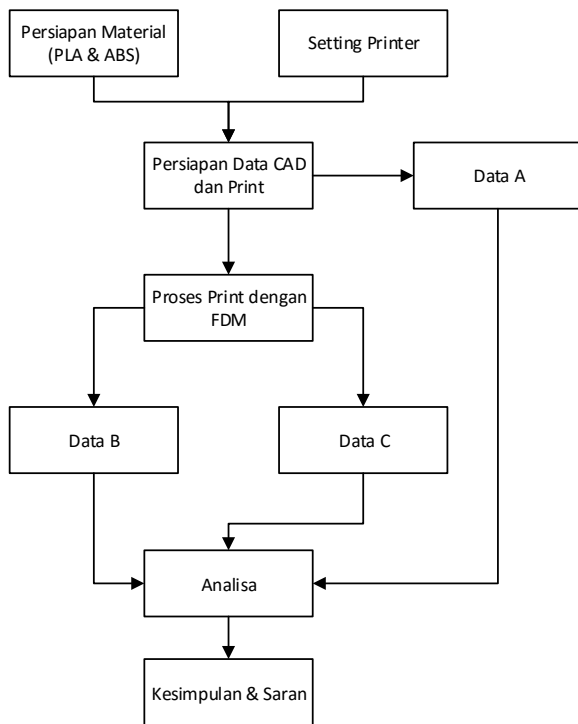 Persiapan Material
(PLA & ABS)
Setting Printer
Persiapan Data CAD
dan Print
Data A
Proses Print dengan
FDM
Data B
Data C
Analisa
Kesimpulan & Saran